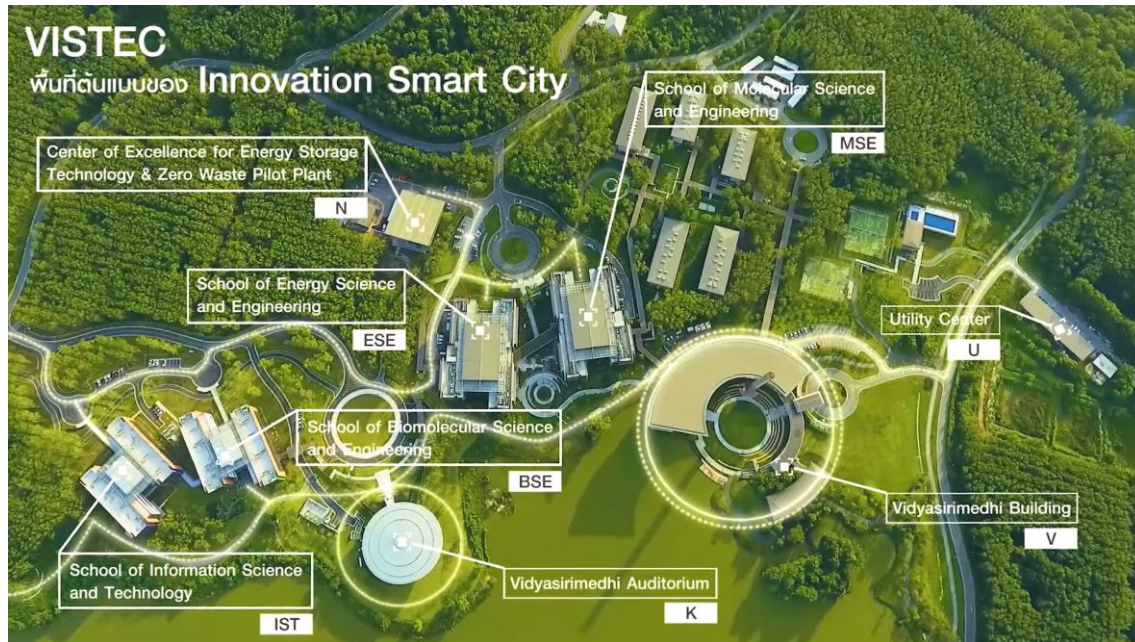 VISTEC
พื้นที่ต้นแบบของ Innovation Smart City
School of Molecular Science
and Engineering
MSE
Center of Excellence for Energy Storage
Technology & Zero Waste Pilot Plant
N
School of Energy Science
and Engineering
ESE
Utility Center
U
School of Biomolecular Science
and Engineering
BSE
Vidyasirimedhi Building
V
School of Information Science
and Technology
IST
Vidyasirimedhi Auditorium
K